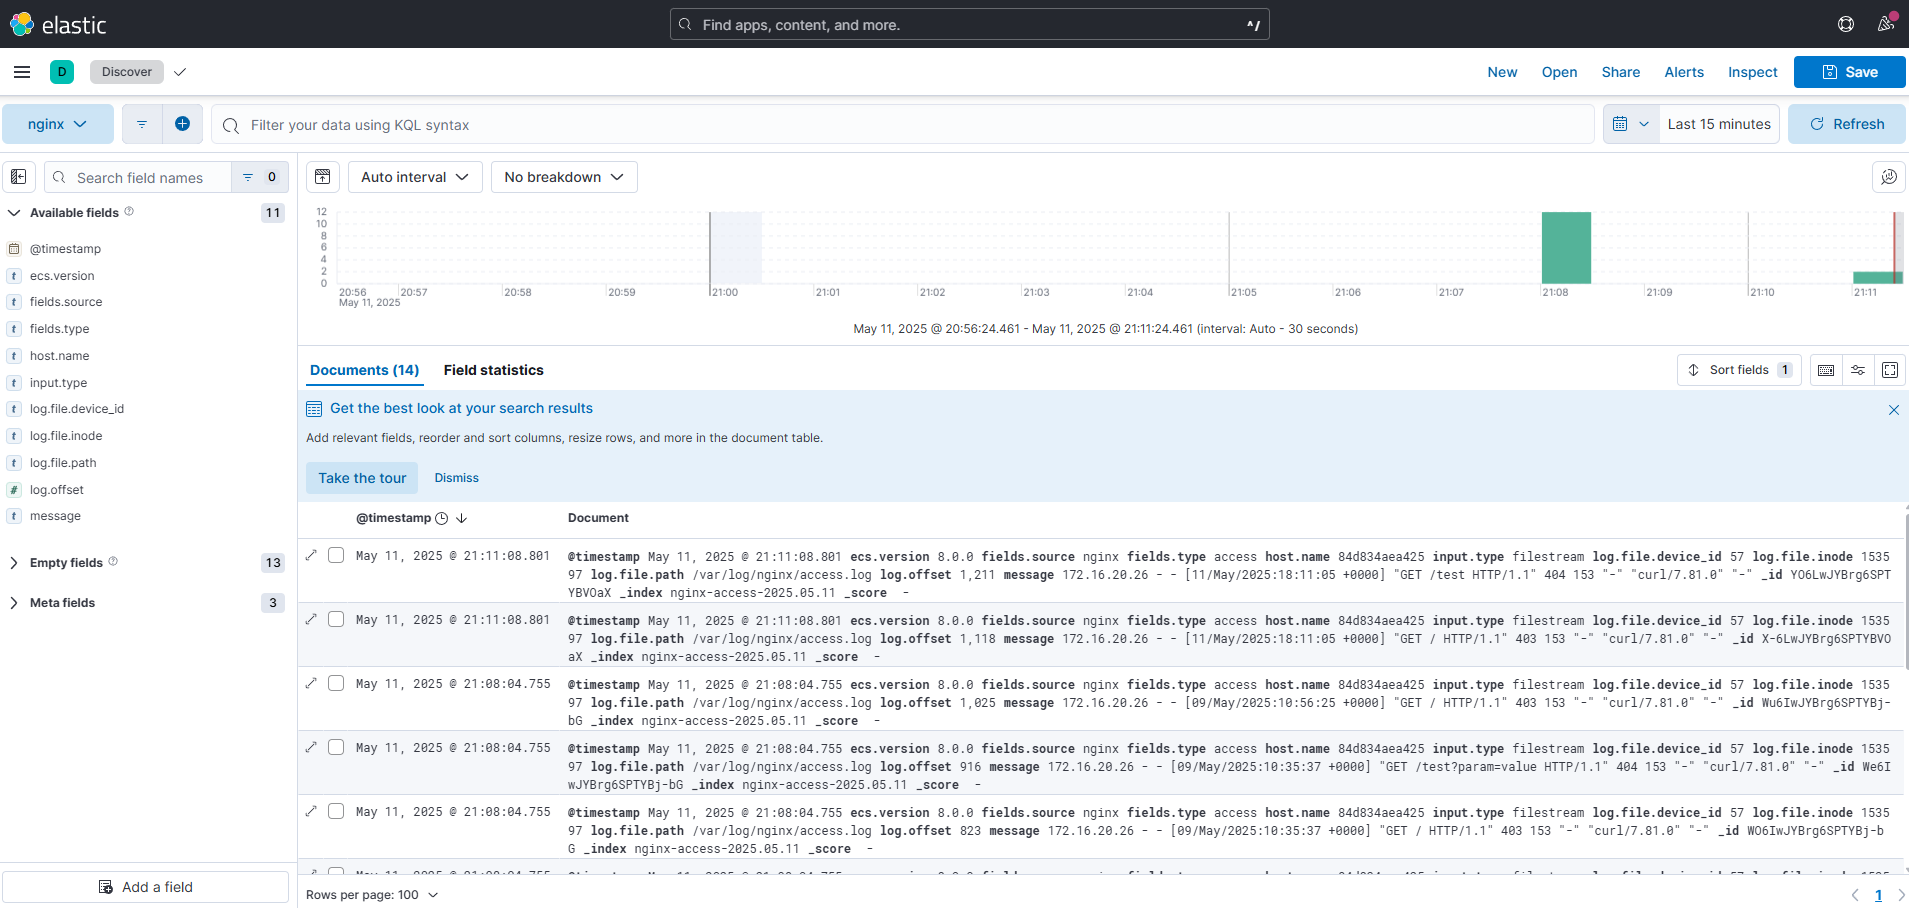 elastic
Find apps, content, and more.
^/
D
Discover
New
Open
Share
Alerts
Inspect
Save
nginx
Filter your data using KQL syntax
Last 15 minutes
Refresh
Search field names
0
Auto interval
No breakdown
Available fields
11
@timestamp
t ecs.version
t fields.source
t fields.type
t host.name
t input.type
t log.file.device_id
t log.file.inode
t log.file.path
# log.offset
t message
Empty fields
13
Meta fields
3
Add a field
12
10
8
6
4
2
0
20:56
May 11, 2025
20:57
20:58
20:59
21:00
21:01
21:02
21:03
21:04
21:05
21:06
21:07
21:08
21:09
21:10
21:11
May 11, 2025 @ 20:56:24.461 - May 11, 2025 @ 21:11:24.461 (interval: Auto - 30 seconds)
Documents (14)
Field statistics
Sort fields 1
Get the best look at your search results
Add relevant fields, reorder and sort columns, resize rows, and more in the document table.
Take the tour
Dismiss
@timestamp
Document
May 11, 2025 @ 21:11:08.801
@timestamp May 11, 2025 @ 21:11:08.801 ecs.version 8.0.0 fields.source nginx fields.type access host.name 84d834aea425 input.type filestream log.file.device_id 57 log.file.inode 1535
97 log.file.path /var/log/nginx/access.log log.offset 1,211 message 172.16.20.26 - - [11/May/2025:18:11:05 +0000] "GET /test HTTP/1.1" 404 153 "-" "curl/7.81.0" "-" _id YO6LwJYBrg6SPT
YBVOaX _index nginx-access-2025.05.11 _score -
May 11, 2025 @ 21:11:08.801
@timestamp May 11, 2025 @ 21:11:08.801 ecs.version 8.0.0 fields.source nginx fields.type access host.name 84d834aea425 input.type filestream log.file.device_id 57 log.file.inode 1535
97 log.file.path /var/log/nginx/access.log log.offset 1,118 message 172.16.20.26 - - [11/May/2025:18:11:05 +0000] "GET / HTTP/1.1" 403 153 "-" "curl/7.81.0" "-" _id X-6LwJYBrg6SPTYBVO
aX _index nginx-access-2025.05.11 _score -
May 11, 2025 @ 21:08:04.755
@timestamp May 11, 2025 @ 21:08:04.755 ecs.version 8.0.0 fields.source nginx fields.type access host.name 84d834aea425 input.type filestream log.file.device_id 57 log.file.inode 1535
97 log.file.path /var/log/nginx/access.log log.offset 1,025 message 172.16.20.26 - - [09/May/2025:10:56:25 +0000] "GET / HTTP/1.1" 403 153 "-" "curl/7.81.0" "-" _id Wu6IwJYBrg6SPTYBj-
bG _index nginx-access-2025.05.11 _score -
May 11, 2025 @ 21:08:04.755
@timestamp May 11, 2025 @ 21:08:04.755 ecs.version 8.0.0 fields.source nginx fields.type access host.name 84d834aea425 input.type filestream log.file.device_id 57 log.file.inode 1535
97 log.file.path /var/log/nginx/access.log log.offset 916 message 172.16.20.26 - - [09/May/2025:10:35:37 +0000] "GET /test?param=value HTTP/1.1" 404 153 "-" "curl/7.81.0" "-" _id We6I
wJYBrg6SPTYBj-bG _index nginx-access-2025.05.11 _score -
May 11, 2025 @ 21:08:04.755
@timestamp May 11, 2025 @ 21:08:04.755 ecs.version 8.0.0 fields.source nginx fields.type access host.name 84d834aea425 input.type filestream log.file.device_id 57 log.file.inode 1535
97 log.file.path /var/log/nginx/access.log log.offset 823 message 172.16.20.26 - - [09/May/2025:10:35:37 +0000] "GET / HTTP/1.1" 403 153 "-" "curl/7.81.0" "-" _id WO6IwJYBrg6SPTYBj-b
G _index nginx-access-2025.05.11 _score -
Rows per page: 100
1